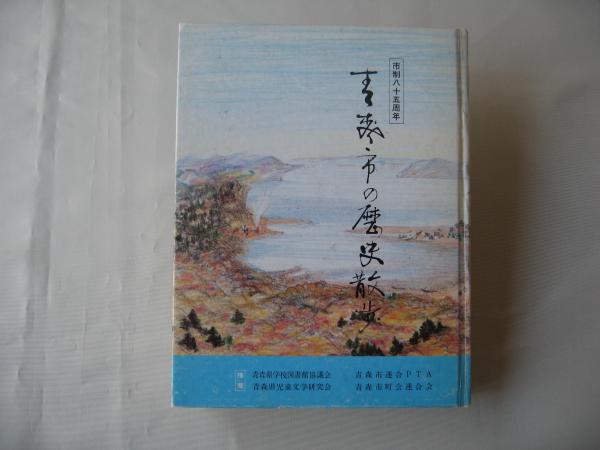 市制八十五周年
青森市の歴史散歩
推薦
青森県学校図書館協議会
青森県児童文学研究会
青森市連合PTA
青森市町会連合会